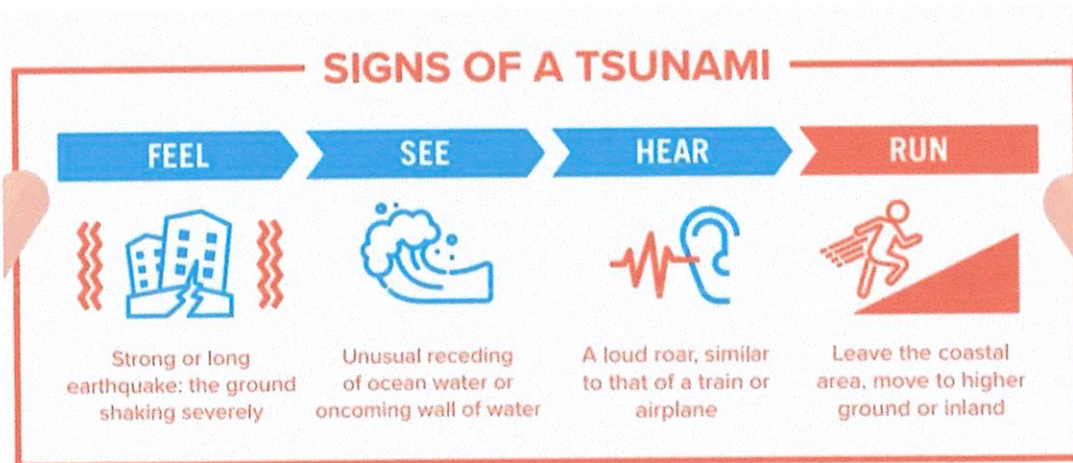 SIGNS OF A TSUNAMI
FEEL
SEE
HEAR
RUN
Strong or long
earthquake: the ground
shaking severely
Unusual receding
of ocean water or
oncoming wall of water
A loud roar, similar
to that of a train or
airplane
Leave the coastal
area, move to higher
ground or inland